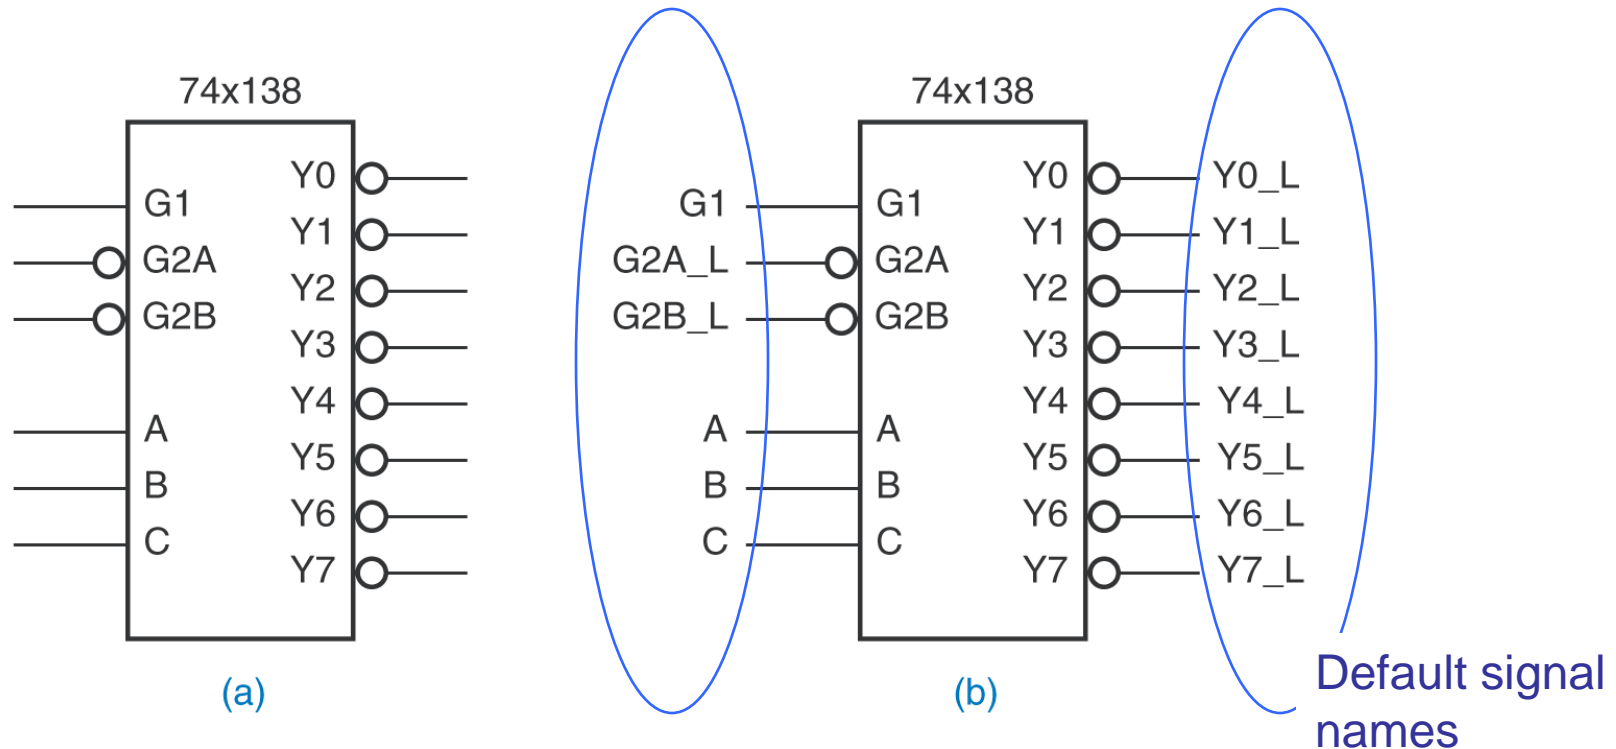 74x138
G1
G2A
G2B
A
B
C
Y0
Y1
Y2
Y3
Y4
Y5
Y6
Y7
(a)
74x138
G1
G2A_L
G2B_L
A
B
C
G1
G2A
G2B
A
B
C
Y0
Y1
Y2
Y3
Y4
Y5
Y6
Y7
Y0_L
Y1_L
Y2_L
Y3_L
Y4_L
Y5_L
Y6_L
Y7_L
(b)
Default signal
names